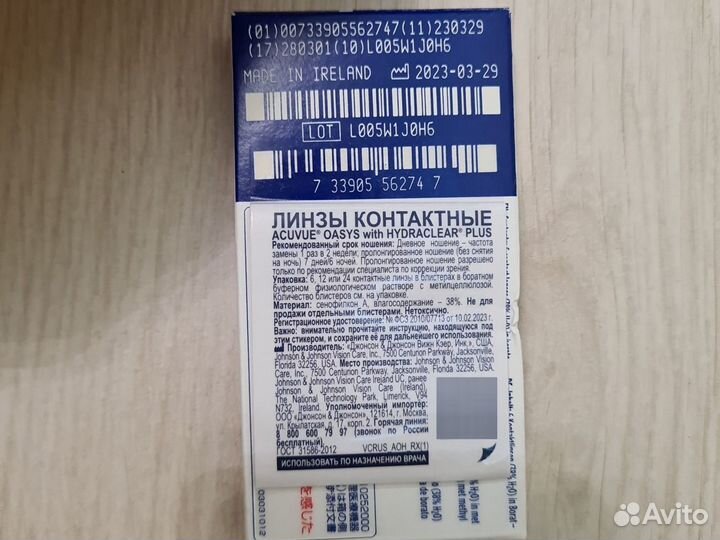 (01)00733905562747(11)230329
(17)280301(10)L005W1J0H6
MADE IN IRELAND 2023-03-29
LOT L005W1J0H6
7 33905 56274 7
ЛИНЗЫ КОНТАКТНЫЕ
ACUVUE® OASYS with HYDRACLEAR® PLUS
Рекомендованный срок ношения: Дневное ношение – частота
замены 1 раз в 2 недели; пролонгированное ношение (без снятия
на ночь) 7 дней/6 ночей. Пролонгированное ношение разрешено
только по рекомендации специалиста по коррекции зрения.
Упаковка: 6, 12 или 24 контактные линзы в блистерах в боратном
буферном физиологическом растворе с метилцеллюлозой.
Количество блистеров см. на упаковке.
Материал: сенофилкон А, влагосодержание – 38%. Не для
продажи отдельными блистерами. Нетоксично.
Регистрационное удостоверение: № ФСЗ 2010/07713 от 10.02.2023 г.
Важно: внимательно прочитайте инструкцию, находящуюся под
этим стикером, и сохраните её для дальнейшего использования.
Производитель: «Джонсон & Джонсон Вижн Кэер, Инк.», США,
Johnson & Johnson Vision Care, Inc., 7500 Centurion Parkway, Jacksonville,
Florida 32256, USA. Место производства: Johnson & Johnson Vision
Care, Inc., 7500 Centurion Parkway, Jacksonville, Florida 32256, USA,
Johnson & Johnson Vision Care Ireland UC, ранее
Johnson & Johnson Vision Care (Ireland),
The National Technology Park, Limerick, V94
N732, Ireland. Уполномоченный импортёр:
ООО «Джонсон & Джонсон», 121614, г. Москва,
ул. Крылатская, д. 17, корп. 2. Горячая линия:
8 800 600 79 97 (звонок по России
бесплатный).
ГОСТ 31586-2012 VCRUS_AOH_RX(1)
ИСПОЛЬЗОВАТЬ ПО НАЗНАЧЕНИЮ ВРАЧА
03031012
0252000
を感じた
Avito